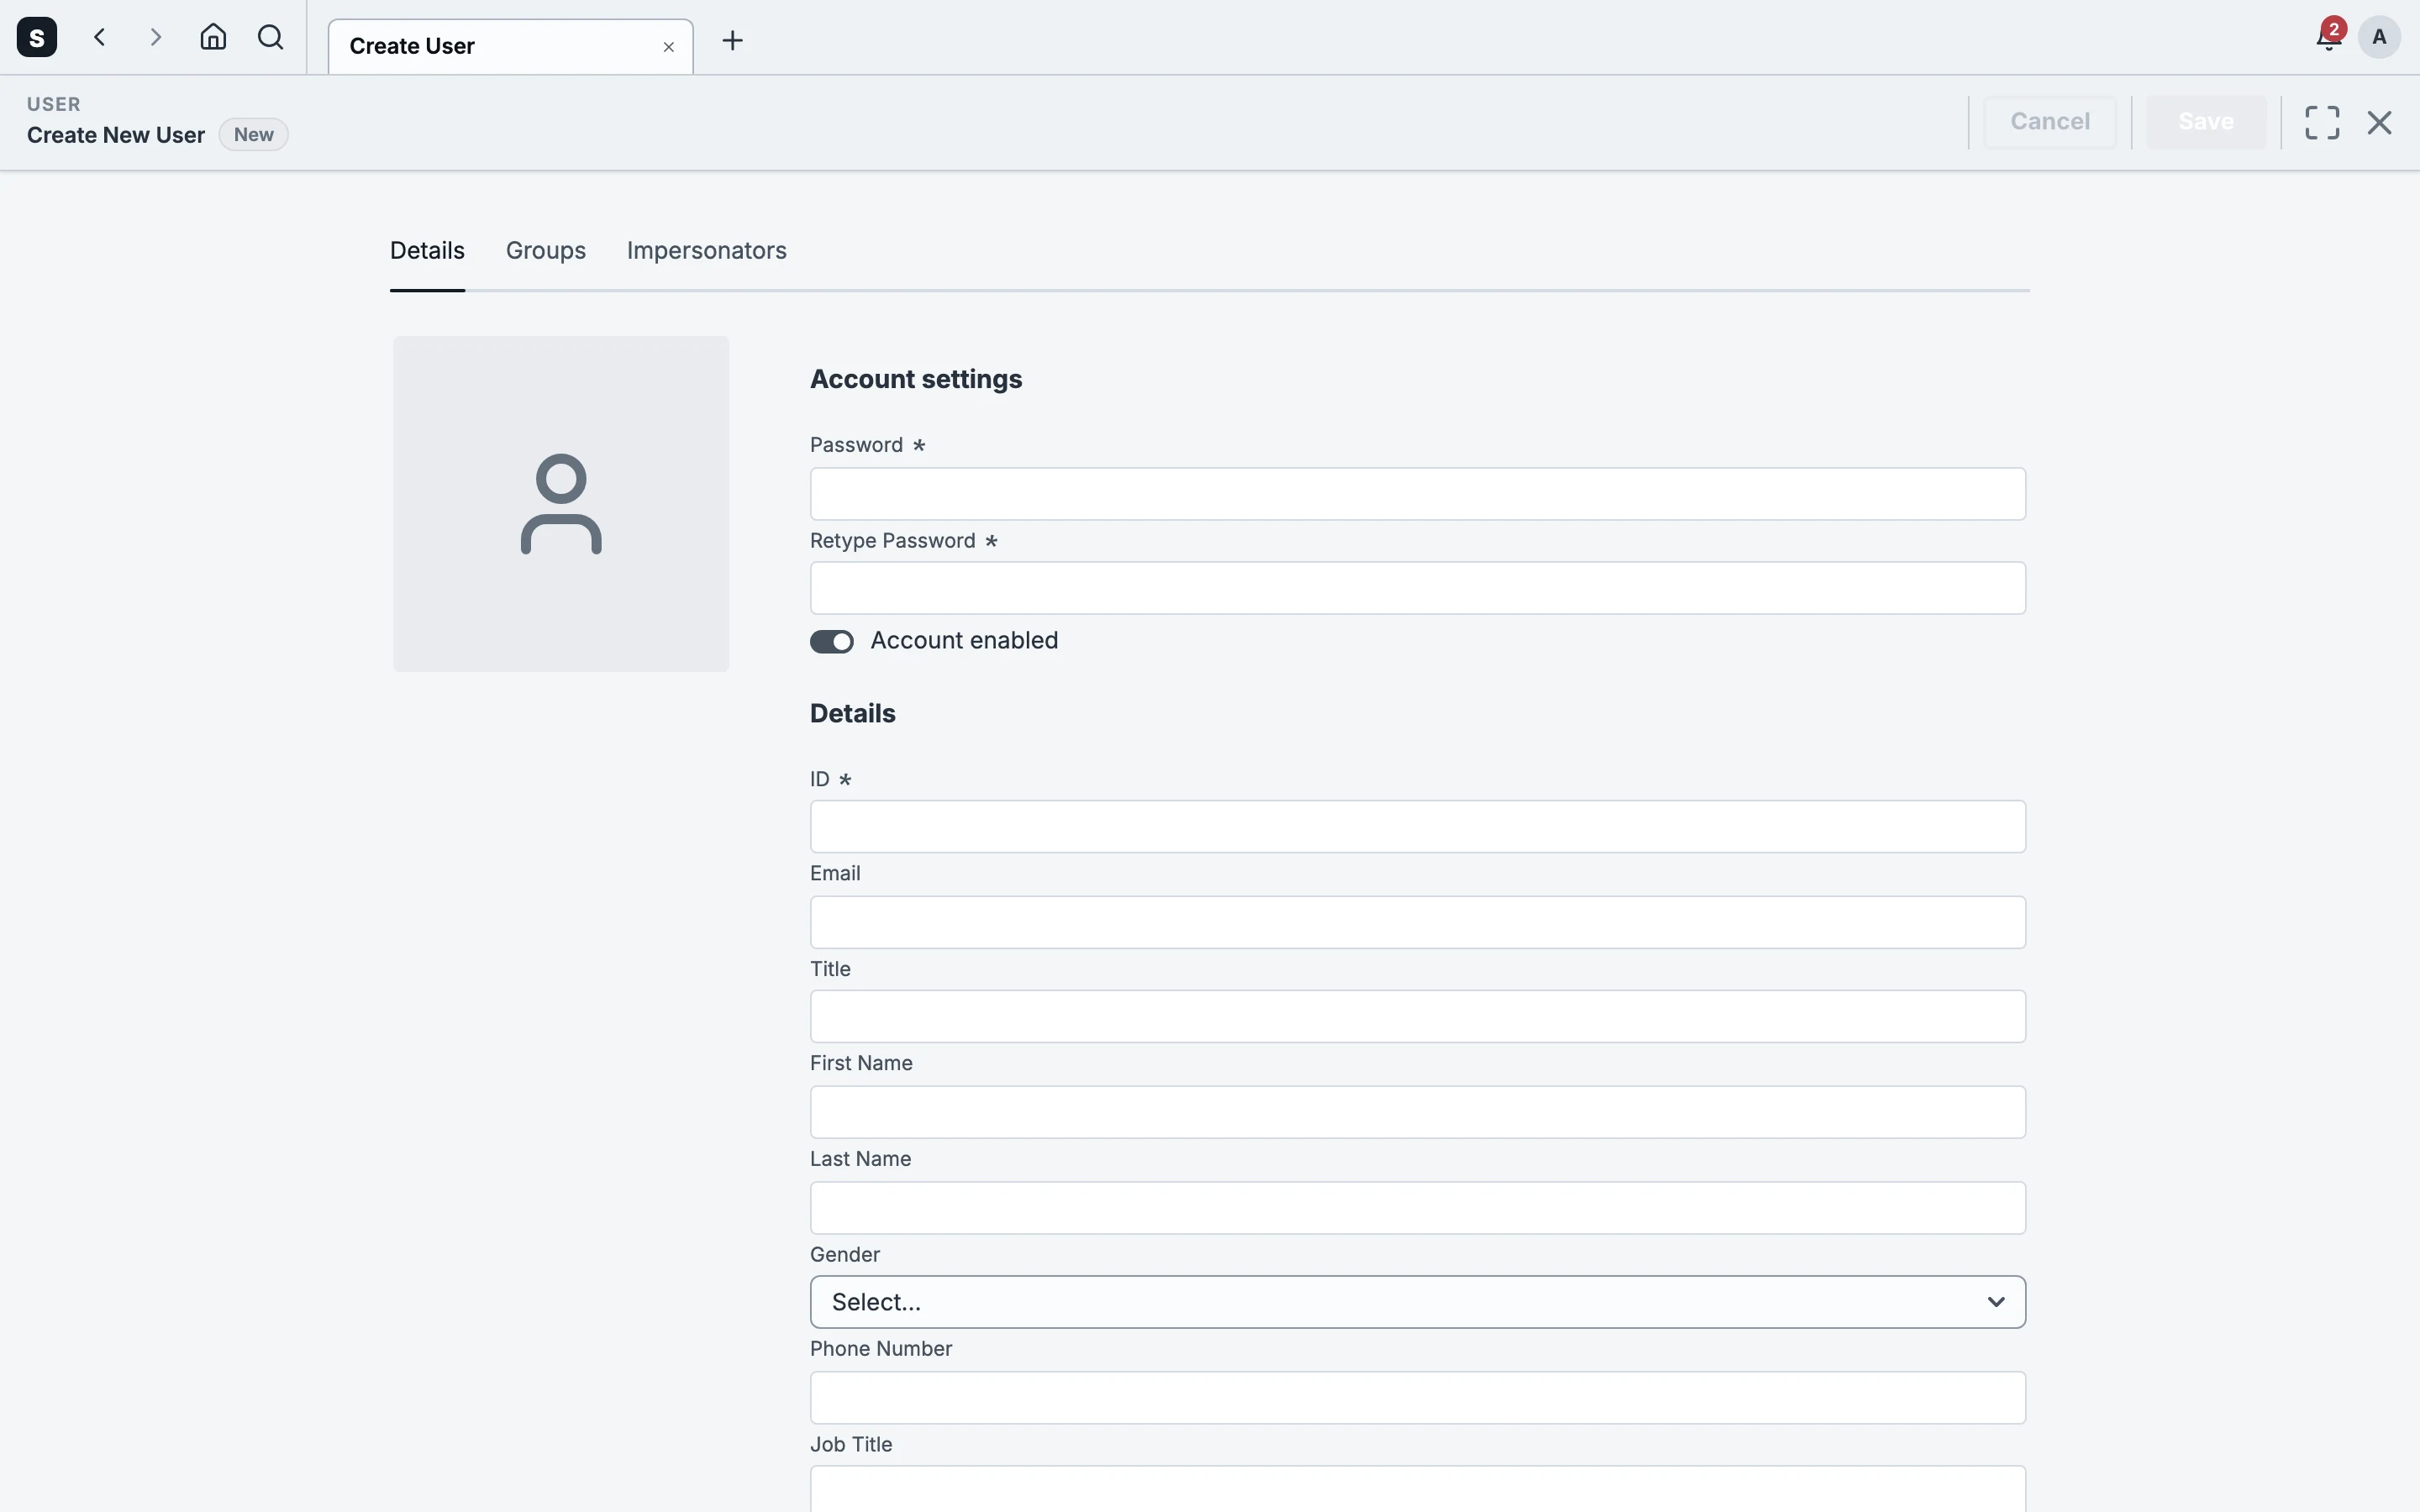 S
Create User
2
A
USER
Create New User New
Cancel
Save
Details Groups Impersonators
Account settings
Password *
Retype Password *
Account enabled
Details
ID *
Email
Title
First Name
Last Name
Gender
Select...
Phone Number
Job Title